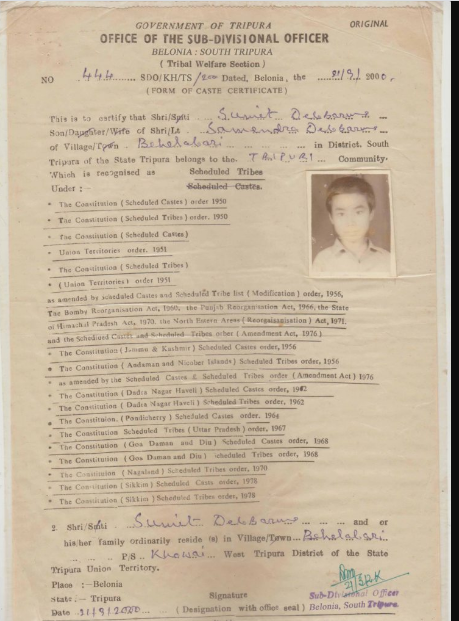 GOVERNMENT OF TRIPURA ORIGINAL
OFFICE OF THE SUB-DIVISIONAL OFFICER
BELONIA : SOUTH TRIPURA
( Tribal Welfare Section )
NO 444 SDO/KH/TS /200 Dated, Belonia, the 21/9/ 2000.
( FORM OF CASTE CERTIFICATE )
This is to certify that Shri/Smti Sumit Debbarma
Son/Daughter/Wife of Shri/Lt Samendra Debbarma
of Village/Town Behalabari in District. South
Tripura of the State Tripura belongs to the. TRIPURI Community.
Which is recognised as Scheduled Tribes
Under :- Scheduled Castes.
* The Constitution ( Scheduled Castes ) order 1950
* The Constitution ( Scheduled Tribes ) order. 1950
* The Constitution ( Scheduled Castes )
* Union Territories order. 1951
* The Constitution ( Scheduled Tribes )
* ( Union Territories ) order 1951
as amended by scheduled Castes and Scheduled Tribe list ( Modification ) order, 1956,
The Bomby Reorganisation Act, 1960, the Punjab Reorganisation Act, 1966, the State
of Himachal Pradesh Act, 1970, the North Estern Areas ( Reorgaisangisation ) Act, 1971.
and the Scheduled Castes and Scheduled Tribes orber ( Amendment Act, 1976.)
* The Constitution ( Jammu & Kashmir ) Scheduled Castes order, 1956
* The Constitution ( Andaman and Nicober Islands ) Scheduled Tribes order, 1956
* as amended by the Scheduled Castes & Scheduled Tribes order ( Amendment Act ) 1976
* The Constitution ( Dadra Nagar Haveli ) Scheduled Castes order, 1962
* The Constitution ( Dadra Nagar Haveli ) Scheduled Tribes order, 1962
* The Constitution. ( Pondicherry ) Scheduled Castes order. 1964
* The Constitution Scheduled Tribes ( Uttar Pradesh ) order, 1967
* The Constitution ( Goa Daman and Diu ) Scheduled Castes order, 1968
* The Constitution ( Goa Daman and Diu ) Scheduled Tribes order, 1968
* The Constitution ( Nagaland ) Scheduled Tribes order, 1970
* The Constitution ( Sikkim ) Scheduled Caste order, 1978
* The Constitution ( Sikkim ) Scheduled Tribes order, 1978
2. Shri/Smti Sumit Debbarma and or
his/her family ordinarily reside (s) in Village/Town Behalabari
P/S Khowai West Tripura District of the State
Tripura Union Territory.
Place :-Belonia
State :- Tripura Signature Sub-Divisional Officer
Date 21/9/2000 ( Designation with office seal ) Belonia, South Tripura.